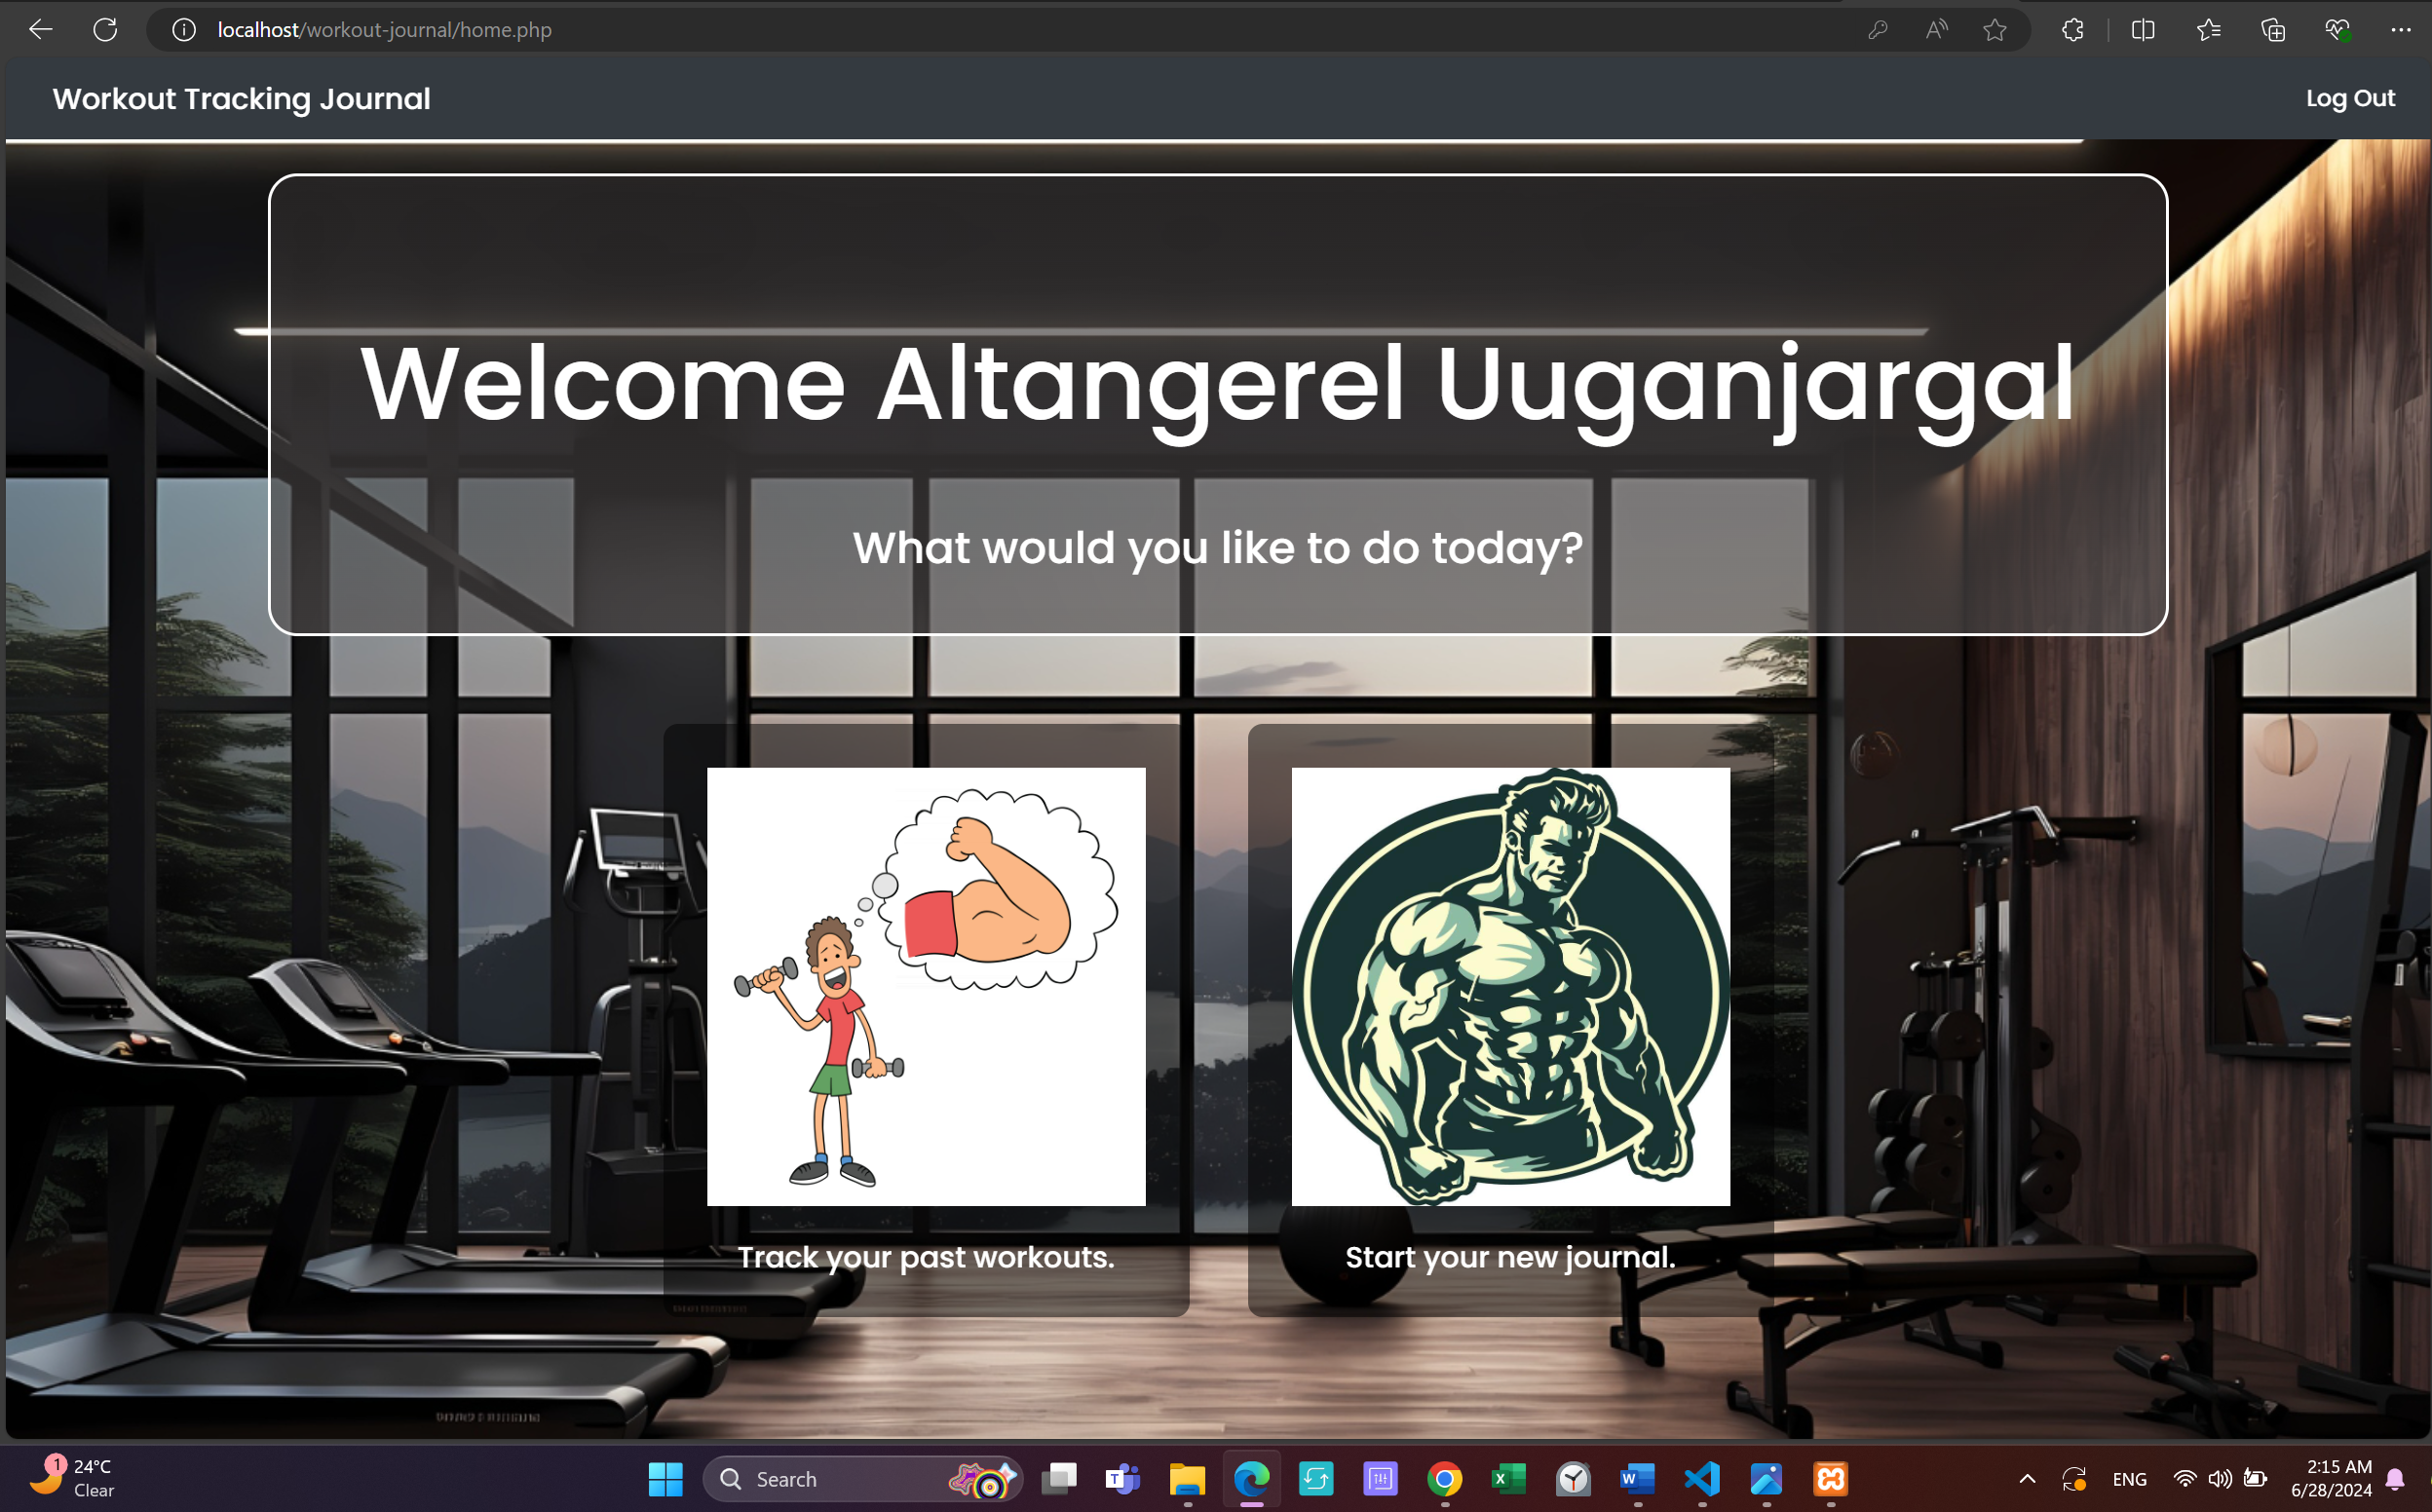 localhost/workout-journal/home.php
Workout Tracking Journal
Log Out
Welcome Altangerel Uuganjargal
What would you like to do today?
Track your past workouts.
Start your new journal.
1
24°C
Clear
Search
ENG
2:15 AM
6/28/2024